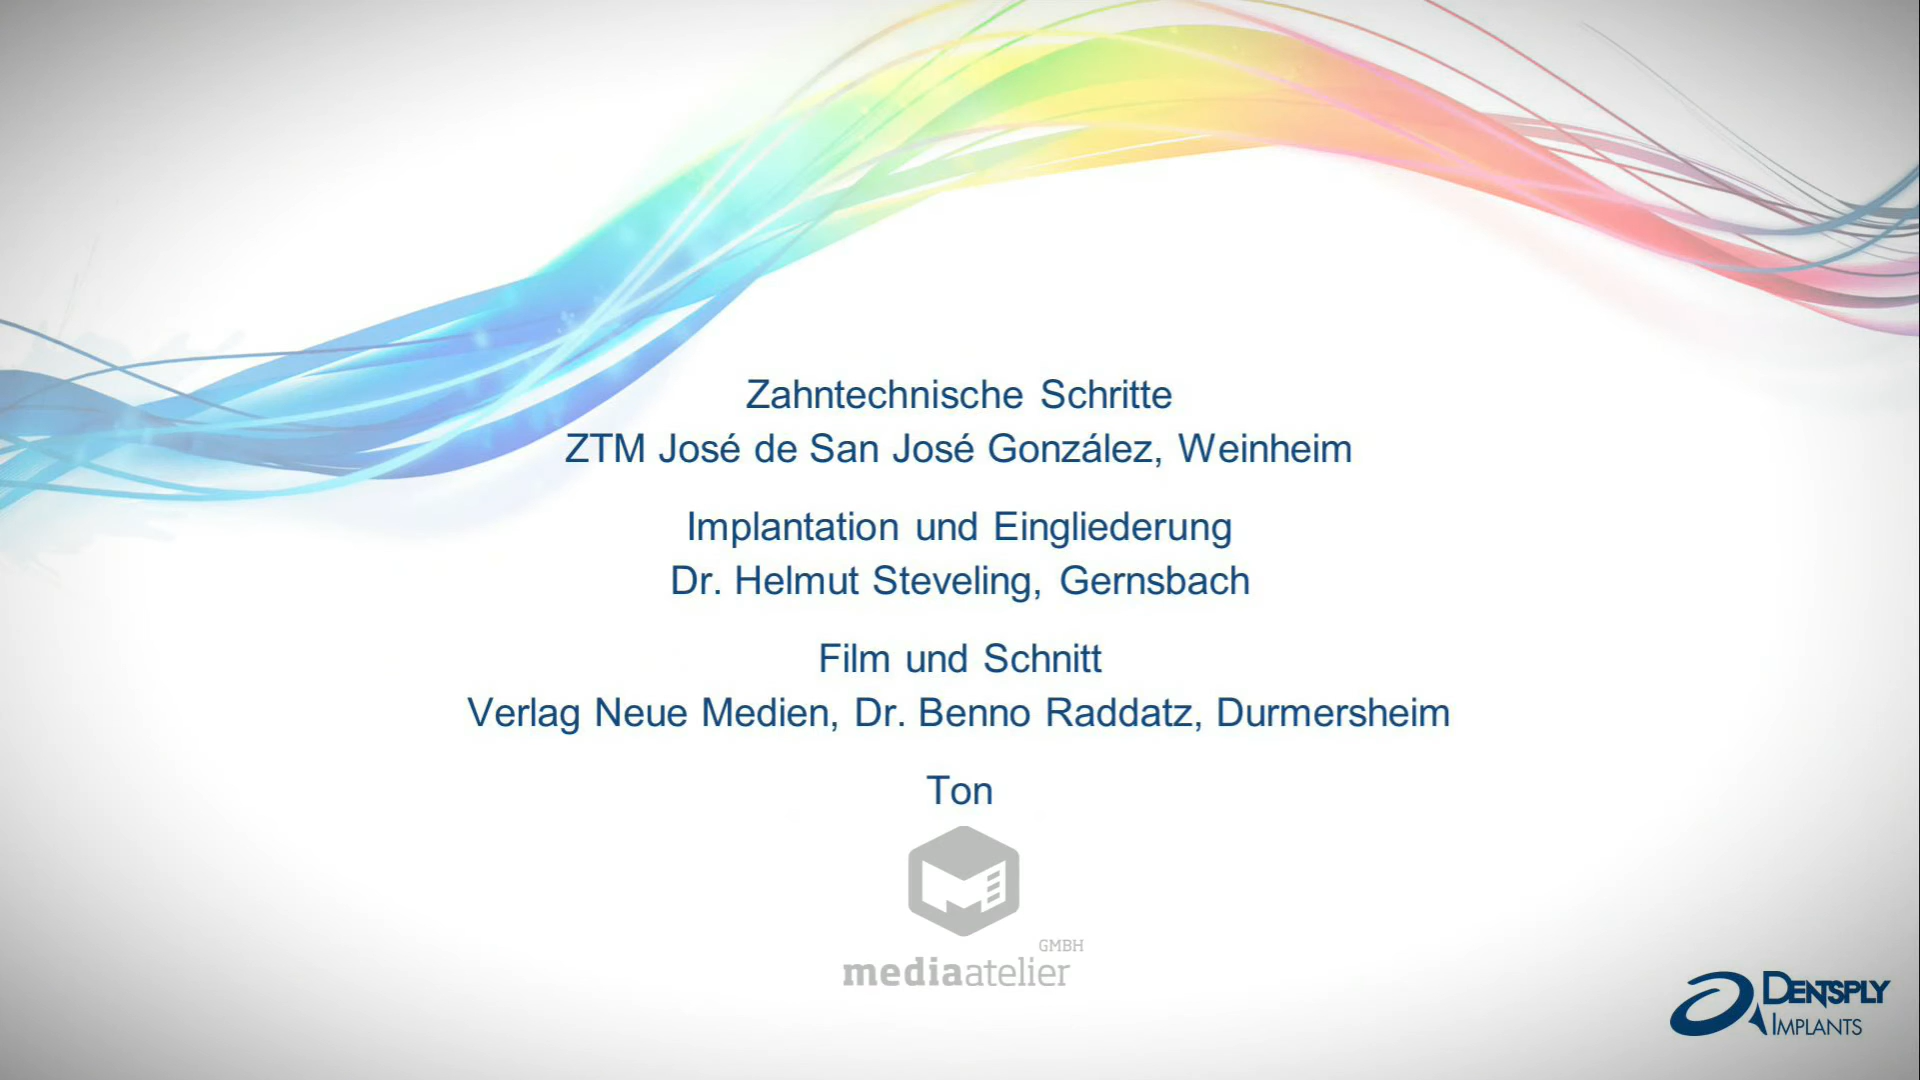 Zahntechnische Schritte
ZTM José de San José González, Weinheim
Implantation und Eingliederung
Dr. Helmut Steveling, Gernsbach
Film und Schnitt
Verlag Neue Medien, Dr. Benno Raddatz, Durmersheim
Ton
GMBH
mediaatelier
DENTSPLY
IMPLANTS